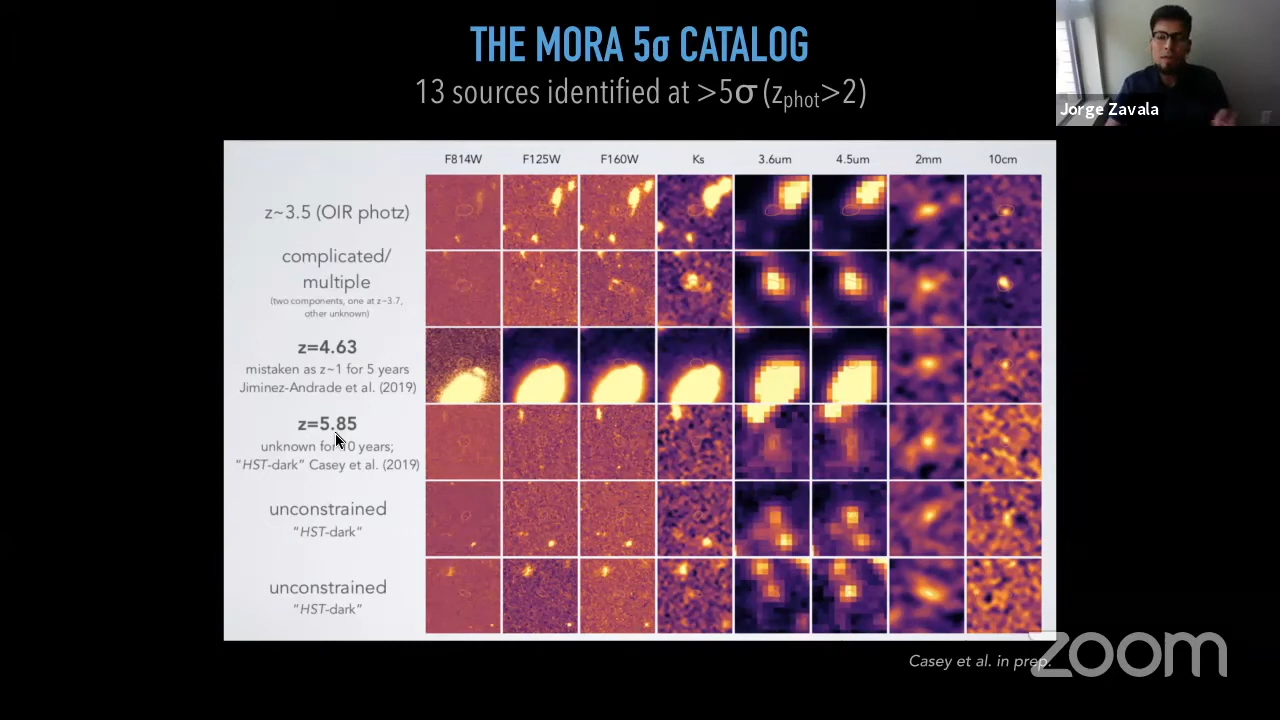 THE MORA 5σ CATALOG
13 sources identified at >5σ (zphot>2)
Jorge Zavala
F814W F125W F160W Ks 3.6um 4.5um 2mm 10cm
z~3.5 (OIR photz)
complicated/
multiple
(two components, one at z~3.7,
other unknown)
z=4.63
mistaken as z~1 for 5 years
Jiminez-Andrade et al. (2019)
z=5.85
unknown for 10 years;
"HST-dark" Casey et al. (2019)
unconstrained
"HST-dark"
unconstrained
"HST-dark"
Casey et al. in prep.
zoom